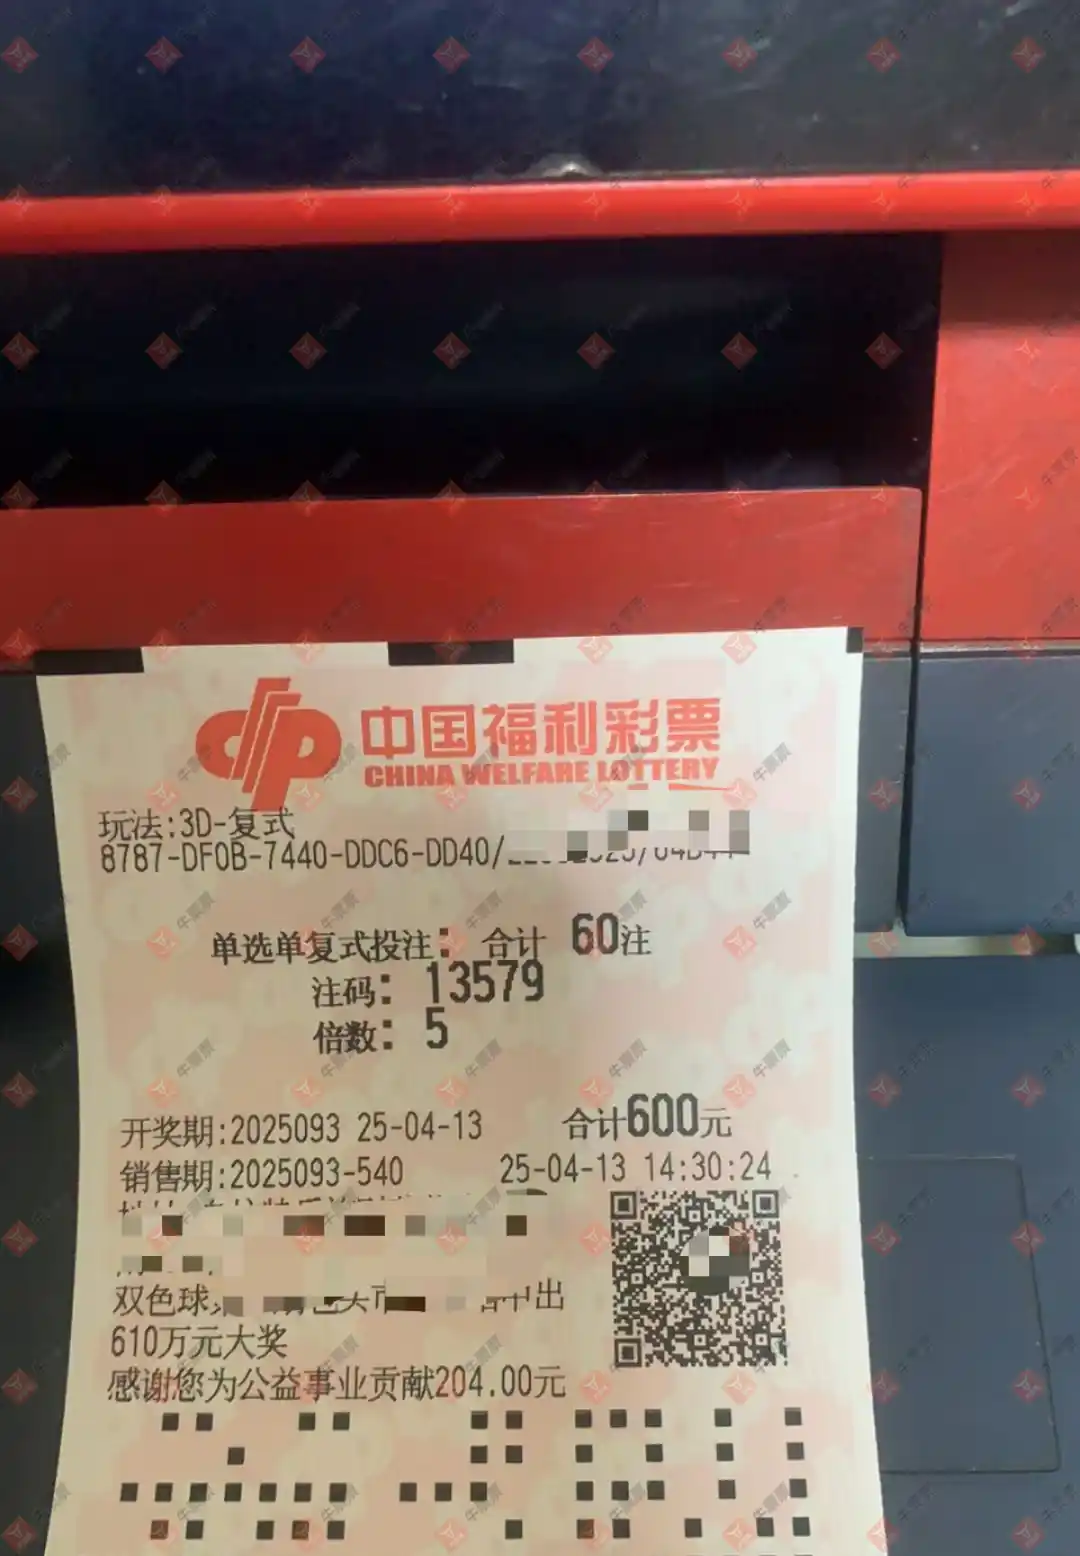 中国福利彩票
CHINA WELFARE LOTTERY
玩法:3D-复式
8787-DF0B-7440-DDC6-DD40/
单选单复式投注: 合计 60注
注码: 13579
倍数: 5
开奖期:2025093 25-04-13 合计600元
销售期:2025093-540 25-04-13 14:30:24
双色球 中出
610万元大奖
感谢您为公益事业贡献204.00元
牛票票